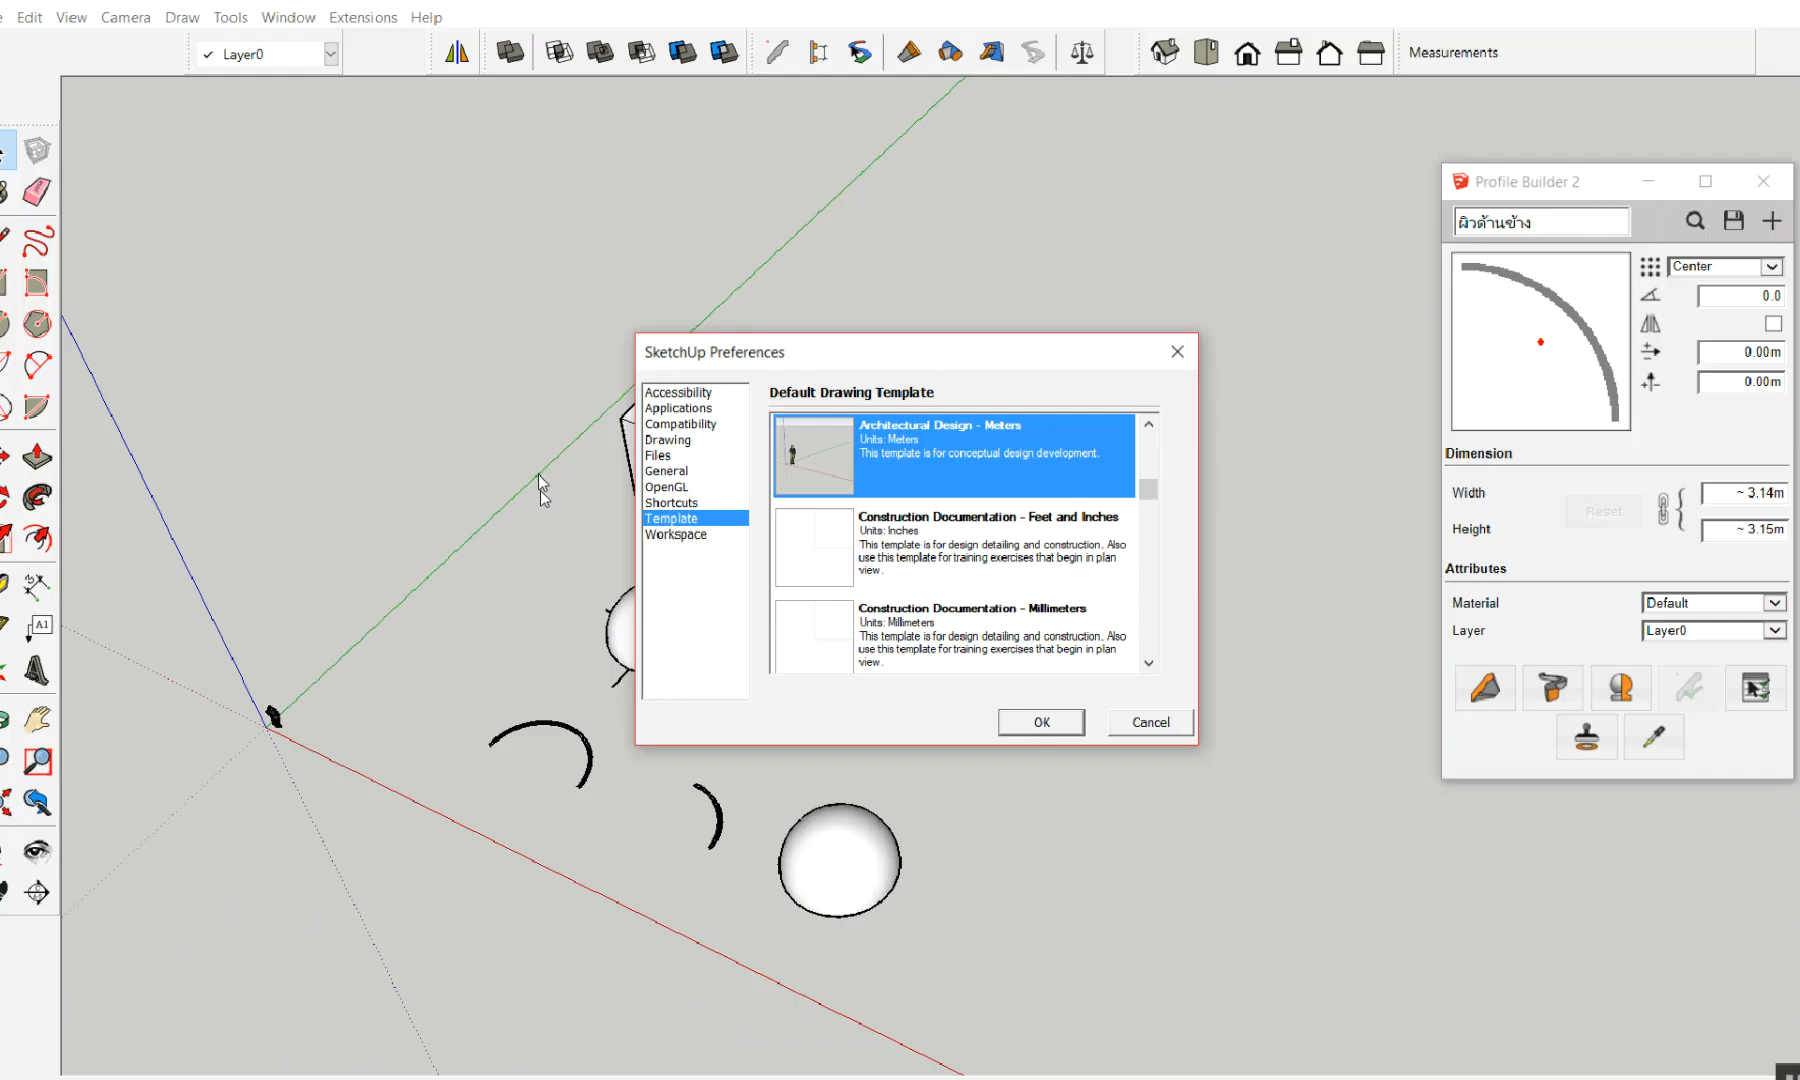 Edit View Camera Draw Tools Window Extensions Help
Layer0
Measurements
Profile Builder 2
ผิวด้านข้าง
Center
0.0
0.00m
0.00m
Dimension
Width
Reset
~ 3.14m
Height
~ 3.15m
Attributes
Material
Default
Layer
Layer0
SketchUp Preferences
Accessibility
Applications
Compatibility
Drawing
Files
General
OpenGL
Shortcuts
Template
Workspace
Default Drawing Template
Architectural Design - Meters
Units: Meters
This template is for conceptual design development.
Construction Documentation - Feet and Inches
Units: Inches
This template is for design detailing and construction. Also
use this template for training exercises that begin in plan
view.
Construction Documentation - Millimeters
Units: Millimeters
This template is for design detailing and construction. Also
use this template for training exercises that begin in plan
view.
OK
Cancel
A1